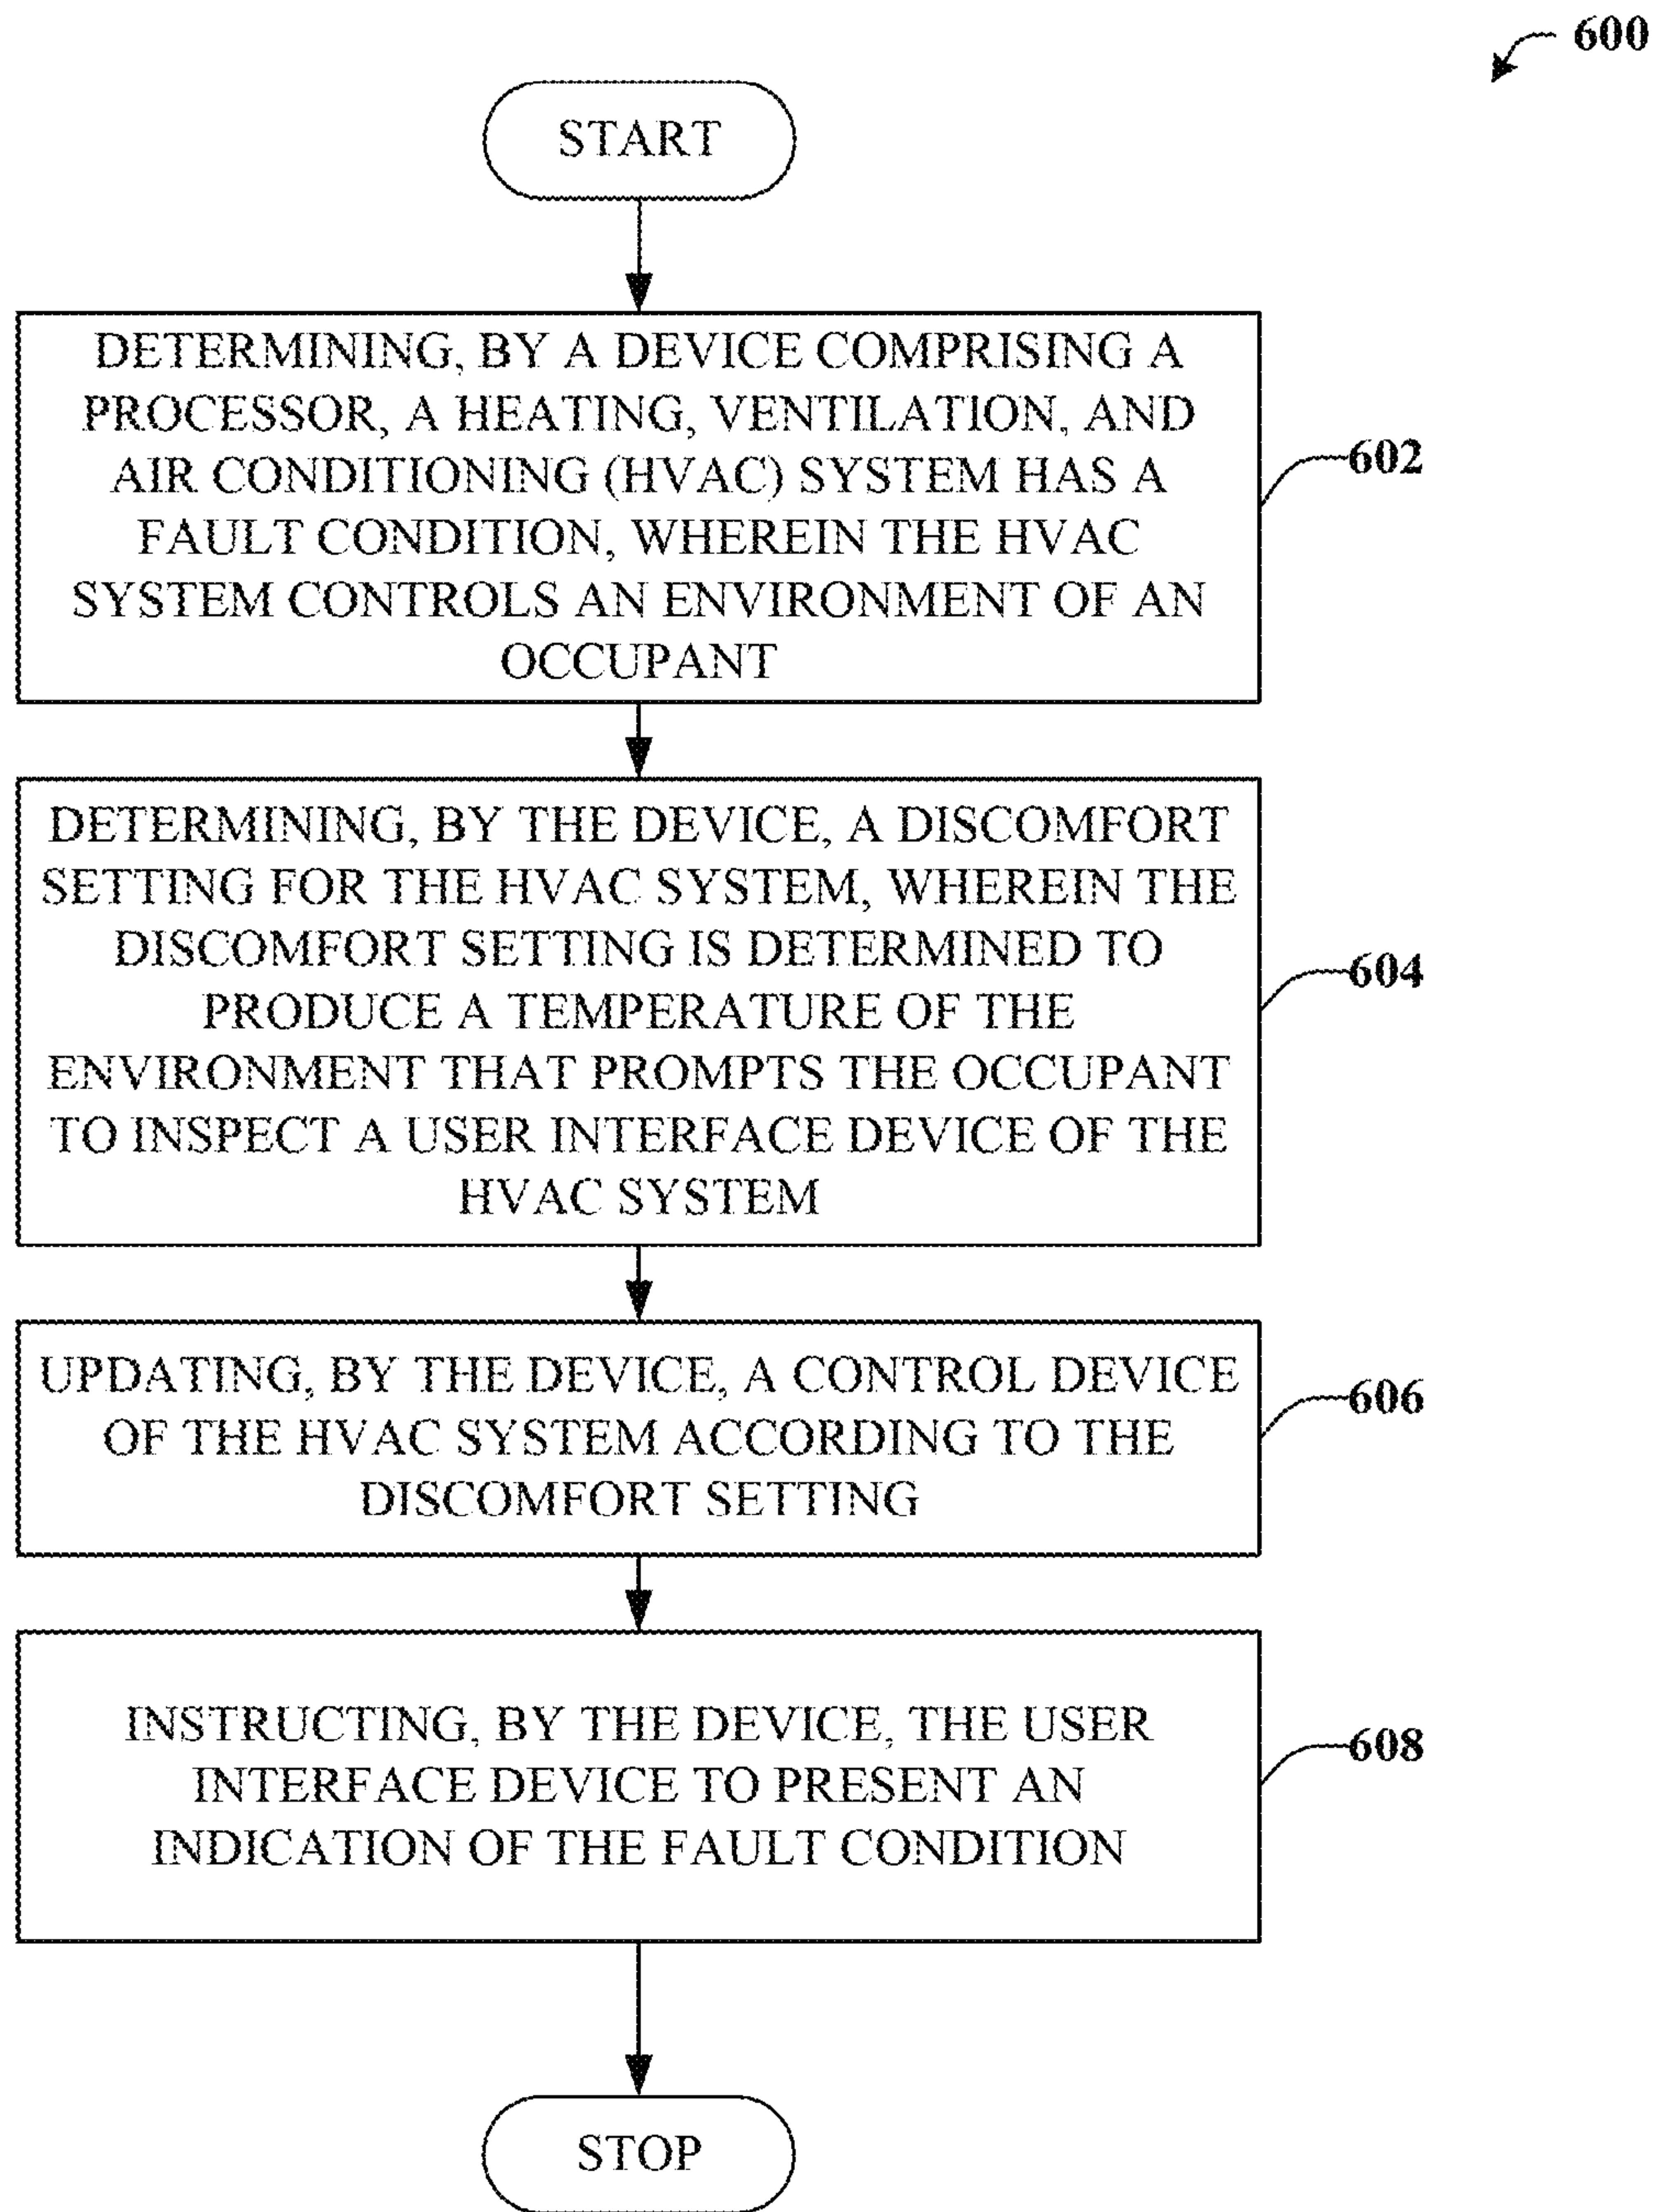 600
START
DETERMINING, BY A DEVICE COMPRISING A
PROCESSOR, A HEATING, VENTILATION, AND
AIR CONDITIONING (HVAC) SYSTEM HAS A
FAULT CONDITION, WHEREIN THE HVAC
SYSTEM CONTROLS AN ENVIRONMENT OF AN
OCCUPANT
602
DETERMINING, BY THE DEVICE, A DISCOMFORT
SETTING FOR THE HVAC SYSTEM, WHEREIN THE
DISCOMFORT SETTING IS DETERMINED TO
PRODUCE A TEMPERATURE OF THE
ENVIRONMENT THAT PROMPTS THE OCCUPANT
TO INSPECT A USER INTERFACE DEVICE OF THE
HVAC SYSTEM
604
UPDATING, BY THE DEVICE, A CONTROL DEVICE
OF THE HVAC SYSTEM ACCORDING TO THE
DISCOMFORT SETTING
606
INSTRUCTING, BY THE DEVICE, THE USER
INTERFACE DEVICE TO PRESENT AN
INDICATION OF THE FAULT CONDITION
608
STOP